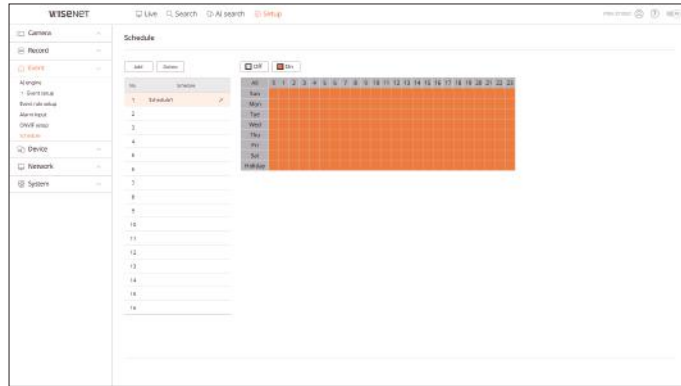 WISENET
Live Search AI search Setup
Camera
Record
Event
AI engine
Event setup
Event rule setup
Alarm input
ONVIF setup
Schedule
Device
Network
System
Schedule
Add Delete
Off On
No. Schedule
1 Schedule1
2
3
4
5
6
7
8
9
10
11
12
13
14
15
16
All 0 1 2 3 4 5 6 7 8 9 10 11 12 13 14 15 16 17 18 19 20 21 22 23
Sun
Mon
Tue
Wed
Thu
Fri
Sat
Holiday